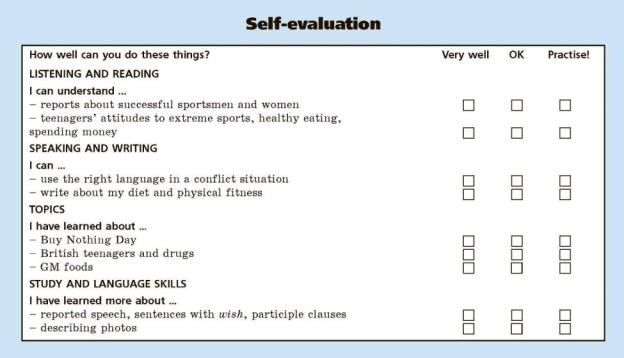 Self-evaluation
How well can you do these things? Very well OK Practise!
LISTENING AND READING
I can understand ...
– reports about successful sportsmen and women
– teenagers' attitudes to extreme sports, healthy eating,
spending money
SPEAKING AND WRITING
I can ...
– use the right language in a conflict situation
– write about my diet and physical fitness
TOPICS
I have learned about ...
– Buy Nothing Day
– British teenagers and drugs
– GM foods
STUDY AND LANGUAGE SKILLS
I have learned more about ...
– reported speech, sentences with wish, participle clauses
– describing photos